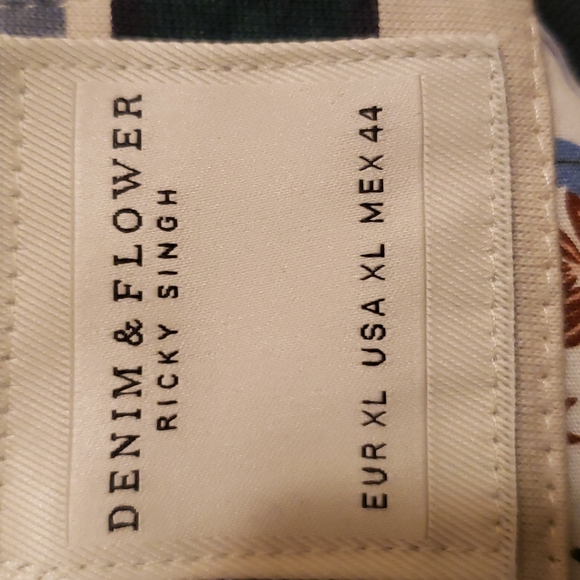 DENIM & FLOWER
RICKY SINGH
EUR XL USA XL MEX 44